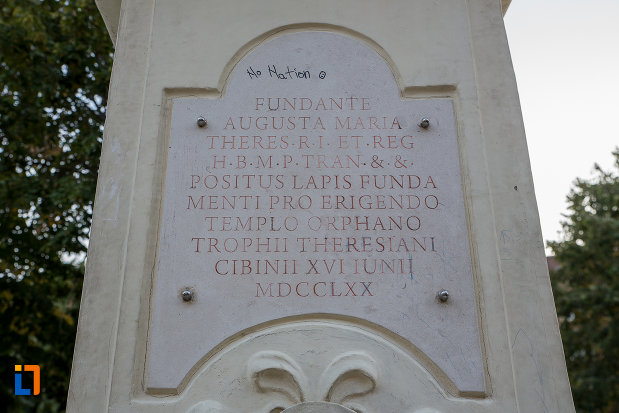 No Nation
FUNDANTE
AUGUSTA MARIA
THERES·R·I·ET·REG
H·B·M·P·TRAN·&·&·
POSITUS LAPIS FUNDA
MENTI PRO ERIGENDO
TEMPLO ORPHANO
TROPHII THERESIANI
CIBINII XVI IUNII
MDCCLXX